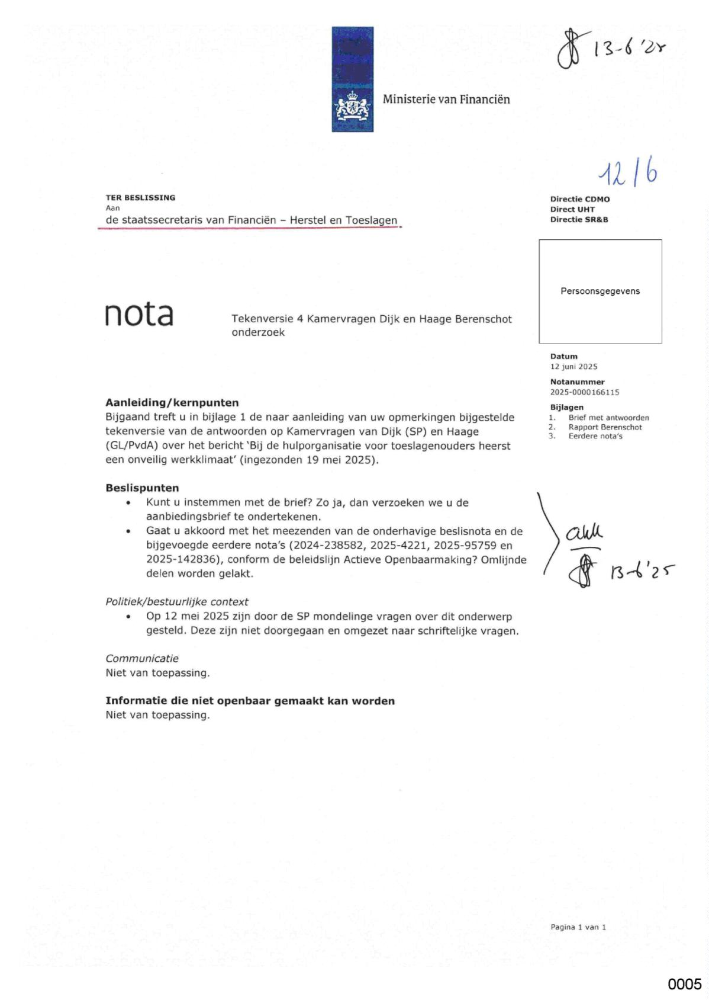 13-6 '25
Ministerie van Financiën
12/6
TER BESLISSING
Aan
de staatssecretaris van Financiën – Herstel en Toeslagen
Directie CDMO
Direct UHT
Directie SR&B
Persoonsgegevens
nota
Tekenversie 4 Kamervragen Dijk en Haage Berenschot
onderzoek
Datum
12 juni 2025
Notanummer
2025-0000166115
Bijlagen
1. Brief met antwoorden
2. Rapport Berenschot
3. Eerdere nota's
Aanleiding/kernpunten
Bijgaand treft u in bijlage 1 de naar aanleiding van uw opmerkingen bijgestelde
tekenversie van de antwoorden op Kamervragen van Dijk (SP) en Haage
(GL/PvdA) over het bericht 'Bij de hulporganisatie voor toeslagenouders heerst
een onveilig werkklimaat' (ingezonden 19 mei 2025).
Beslispunten
• Kunt u instemmen met de brief? Zo ja, dan verzoeken we u de
aanbiedingsbrief te ondertekenen.
• Gaat u akkoord met het meezenden van de onderhavige beslisnota en de
bijgevoegde eerdere nota's (2024-238582, 2025-4221, 2025-95759 en
2025-142836), conform de beleidslijn Actieve Openbaarmaking? Omlijnde
delen worden gelakt.
akk
13-6 '25
Politiek/bestuurlijke context
• Op 12 mei 2025 zijn door de SP mondelinge vragen over dit onderwerp
gesteld. Deze zijn niet doorgegaan en omgezet naar schriftelijke vragen.
Communicatie
Niet van toepassing.
Informatie die niet openbaar gemaakt kan worden
Niet van toepassing.
Pagina 1 van 1
0005